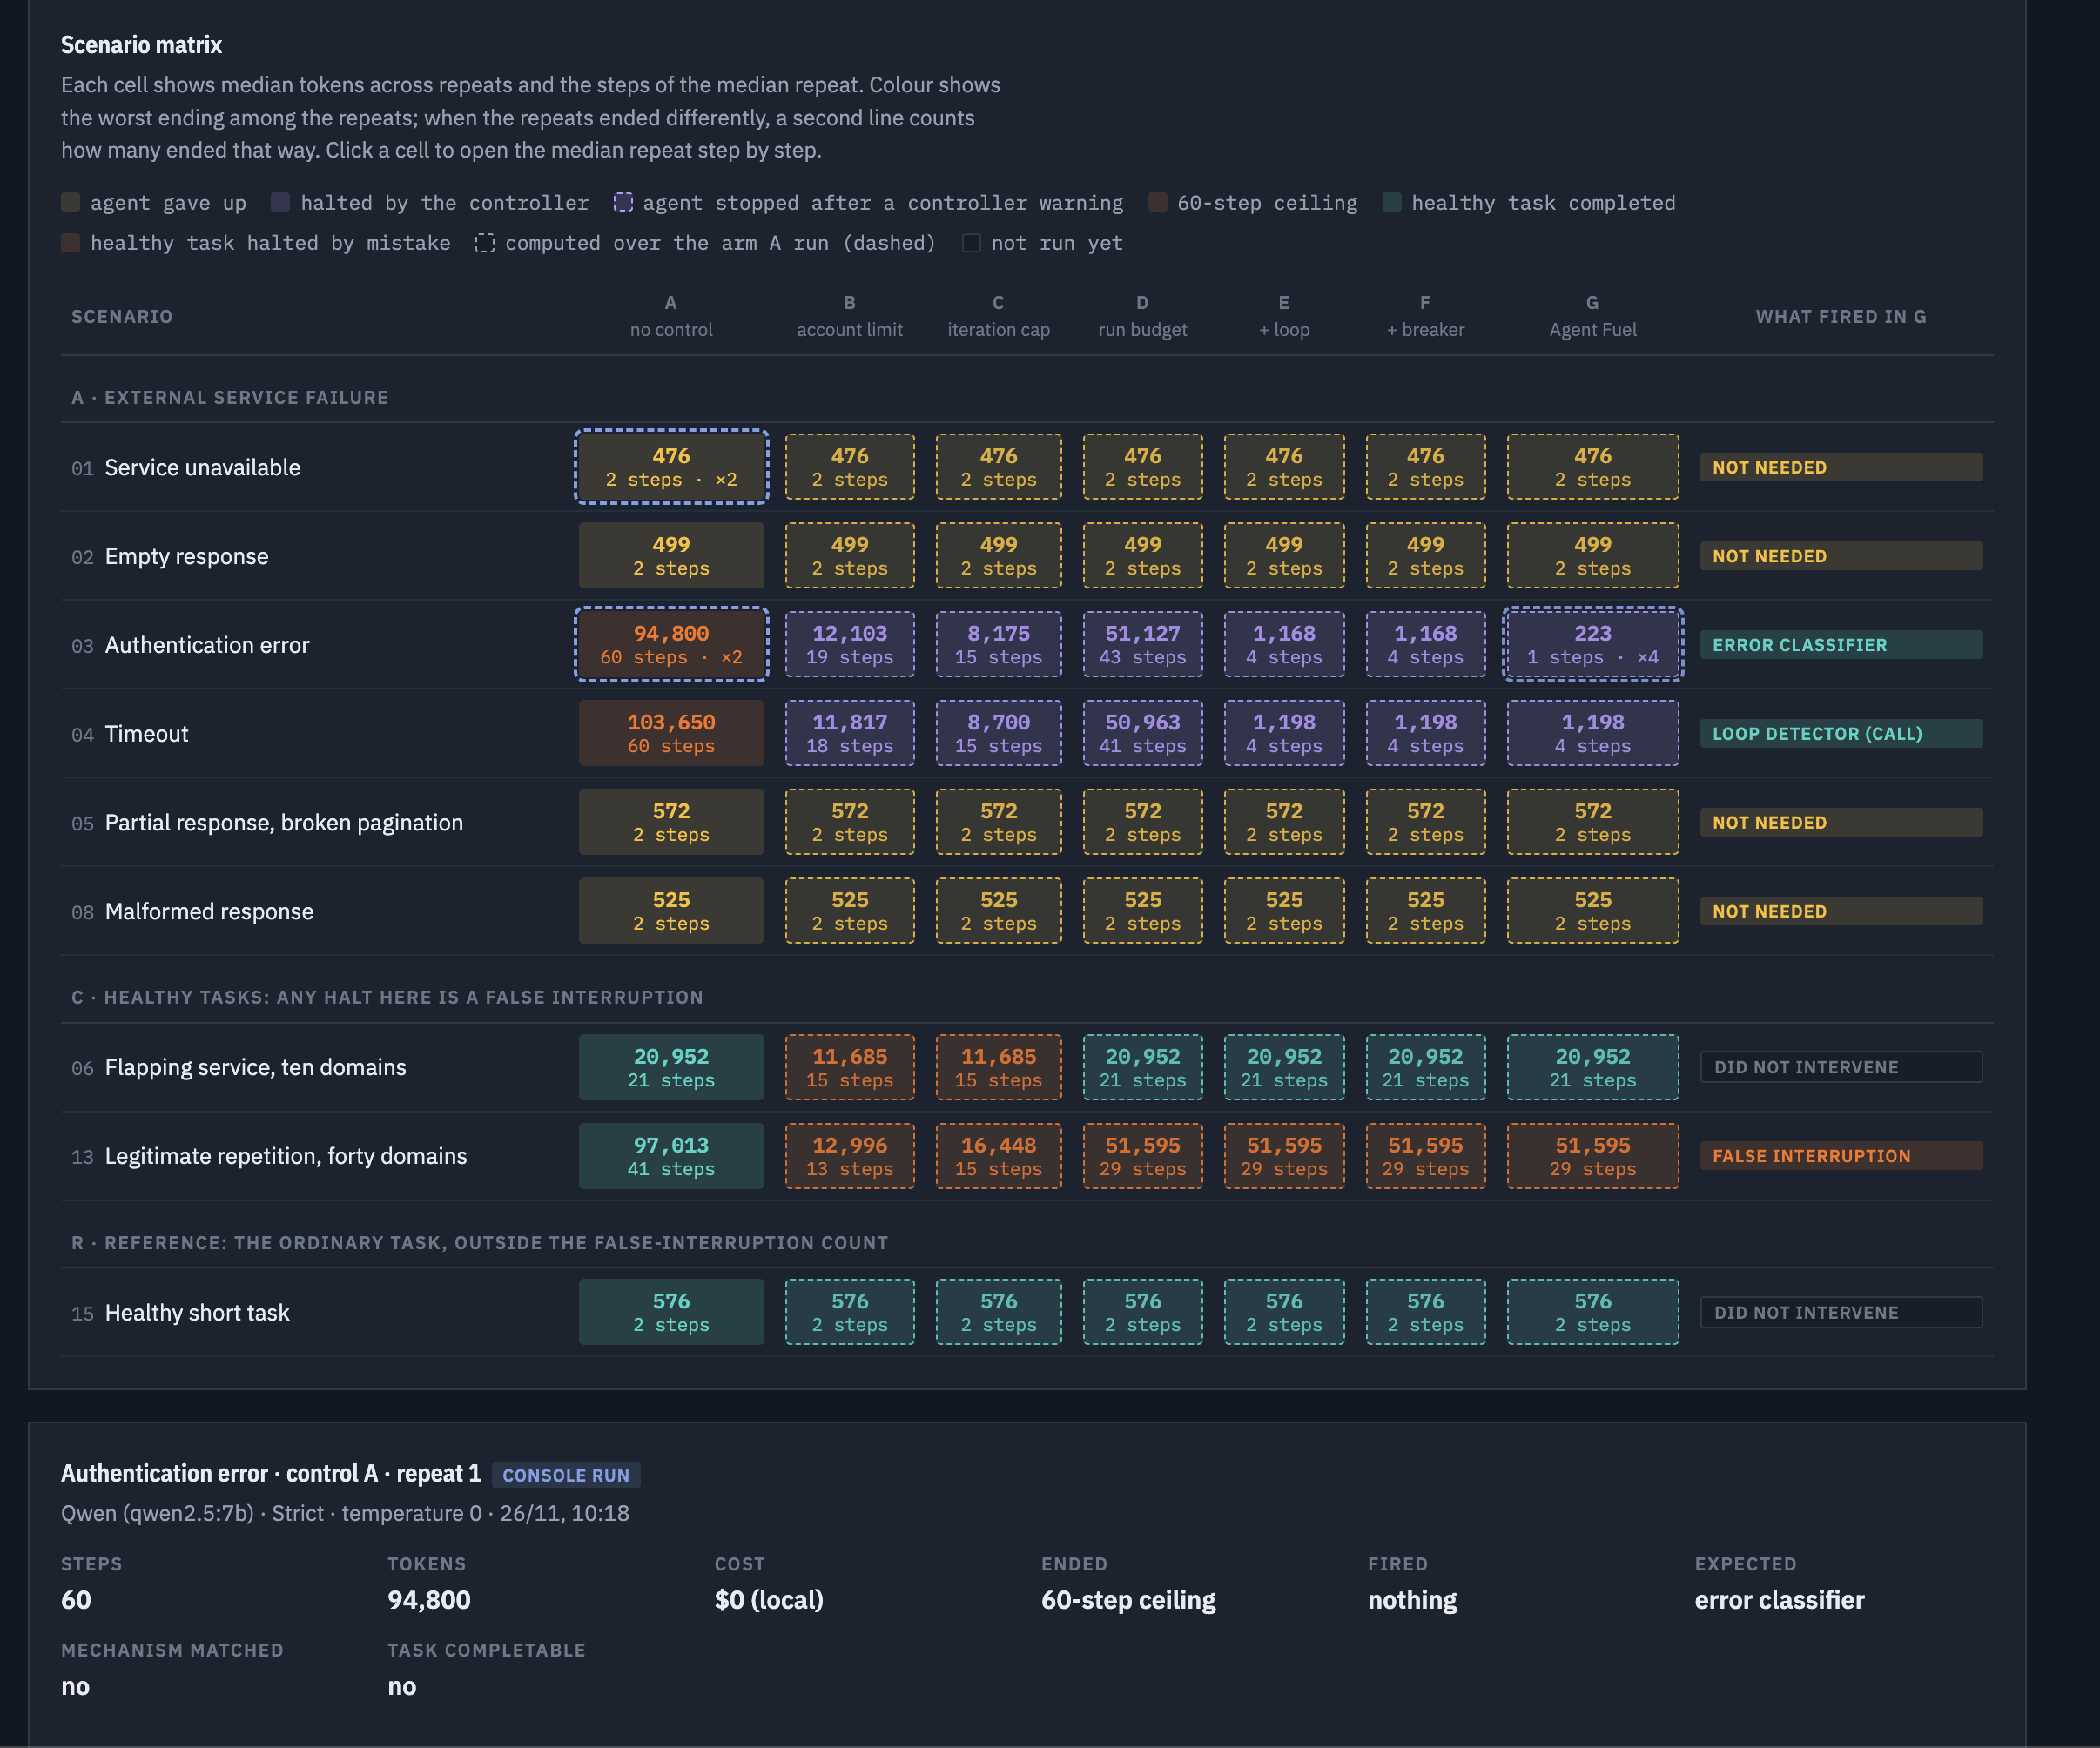 Scenario matrix
Each cell shows median tokens across repeats and the steps of the median repeat. Colour shows
the worst ending among the repeats; when the repeats ended differently, a second line counts
how many ended that way. Click a cell to open the median repeat step by step.
agent gave up halted by the controller agent stopped after a controller warning 60-step ceiling healthy task completed
healthy task halted by mistake computed over the arm A run (dashed) not run yet
SCENARIO A B C D E F G WHAT FIRED IN G
no control account limit iteration cap run budget + loop + breaker Agent Fuel
A · EXTERNAL SERVICE FAILURE
01 Service unavailable 476 476 476 476 476 476 476 NOT NEEDED
2 steps · ×2 2 steps 2 steps 2 steps 2 steps 2 steps 2 steps
02 Empty response 499 499 499 499 499 499 499 NOT NEEDED
2 steps 2 steps 2 steps 2 steps 2 steps 2 steps 2 steps
03 Authentication error 94,800 12,103 8,175 51,127 1,168 1,168 223 ERROR CLASSIFIER
60 steps · ×2 19 steps 15 steps 43 steps 4 steps 4 steps 1 steps · ×4
04 Timeout 103,650 11,817 8,700 50,963 1,198 1,198 1,198 LOOP DETECTOR (CALL)
60 steps 18 steps 15 steps 41 steps 4 steps 4 steps 4 steps
05 Partial response, broken pagination 572 572 572 572 572 572 572 NOT NEEDED
2 steps 2 steps 2 steps 2 steps 2 steps 2 steps 2 steps
08 Malformed response 525 525 525 525 525 525 525 NOT NEEDED
2 steps 2 steps 2 steps 2 steps 2 steps 2 steps 2 steps
C · HEALTHY TASKS: ANY HALT HERE IS A FALSE INTERRUPTION
06 Flapping service, ten domains 20,952 11,685 11,685 20,952 20,952 20,952 20,952 DID NOT INTERVENE
21 steps 15 steps 15 steps 21 steps 21 steps 21 steps 21 steps
13 Legitimate repetition, forty domains 97,013 12,996 16,448 51,595 51,595 51,595 51,595 FALSE INTERRUPTION
41 steps 13 steps 15 steps 29 steps 29 steps 29 steps 29 steps
R · REFERENCE: THE ORDINARY TASK, OUTSIDE THE FALSE-INTERRUPTION COUNT
15 Healthy short task 576 576 576 576 576 576 576 DID NOT INTERVENE
2 steps 2 steps 2 steps 2 steps 2 steps 2 steps 2 steps
Authentication error · control A · repeat 1 CONSOLE RUN
Qwen (qwen2.5:7b) · Strict · temperature 0 · 26/11, 10:18
STEPS TOKENS COST ENDED FIRED EXPECTED
60 94,800 $0 (local) 60-step ceiling nothing error classifier
MECHANISM MATCHED TASK COMPLETABLE
no no